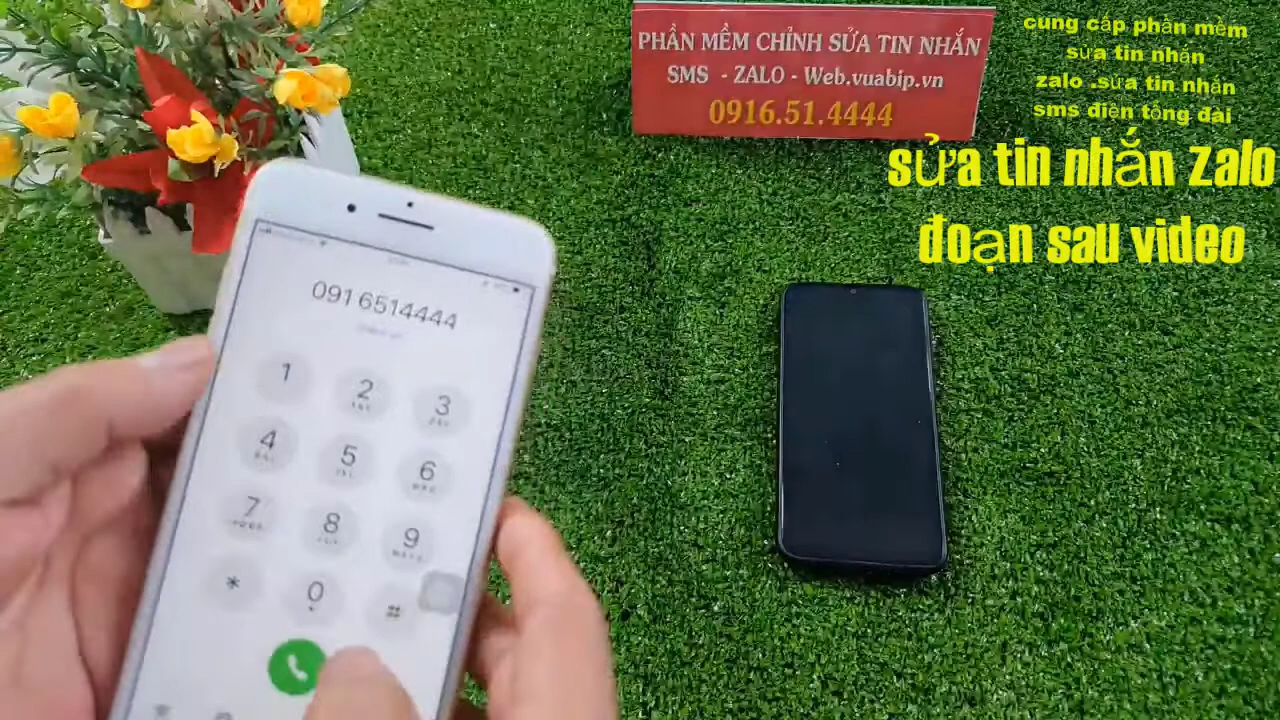 PHẦN MỀM CHỈNH SỬA TIN NHẮN
SMS - ZALO - Web.vuabip.vn
0916.51.4444
cung cấp phần mềm
sửa tin nhắn
zalo .sửa tin nhắn
sms điện tổng đài
sửa tin nhắn zalo
đoạn sau video
0916514444
1
2
3
4
5
6
7
8
9
*
0
#